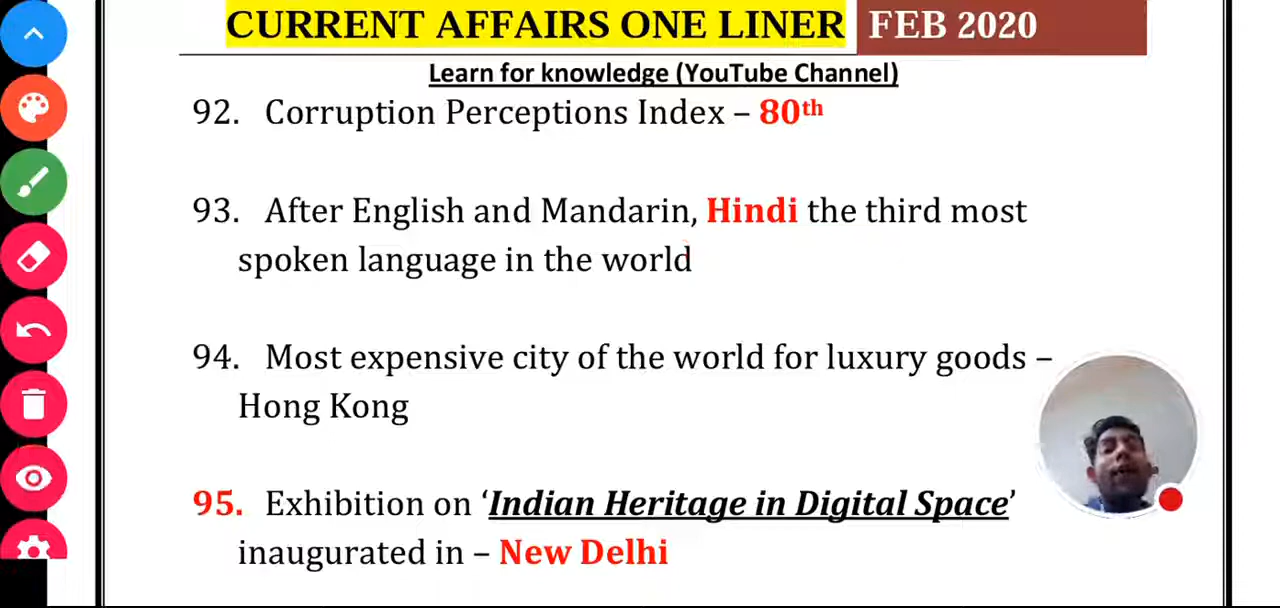 CURRENT AFFAIRS ONE LINER FEB 2020
Learn for knowledge (YouTube Channel)
92. Corruption Perceptions Index – 80th
93. After English and Mandarin, Hindi the third most
spoken language in the world
94. Most expensive city of the world for luxury goods –
Hong Kong
95. Exhibition on ‘Indian Heritage in Digital Space’
inaugurated in – New Delhi